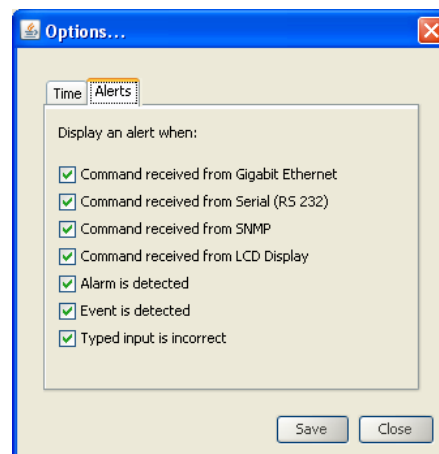 Options...
Time Alerts
Display an alert when:
Command received from Gigabit Ethernet
Command received from Serial (RS 232)
Command received from SNMP
Command received from LCD Display
Alarm is detected
Event is detected
Typed input is incorrect
Save Close